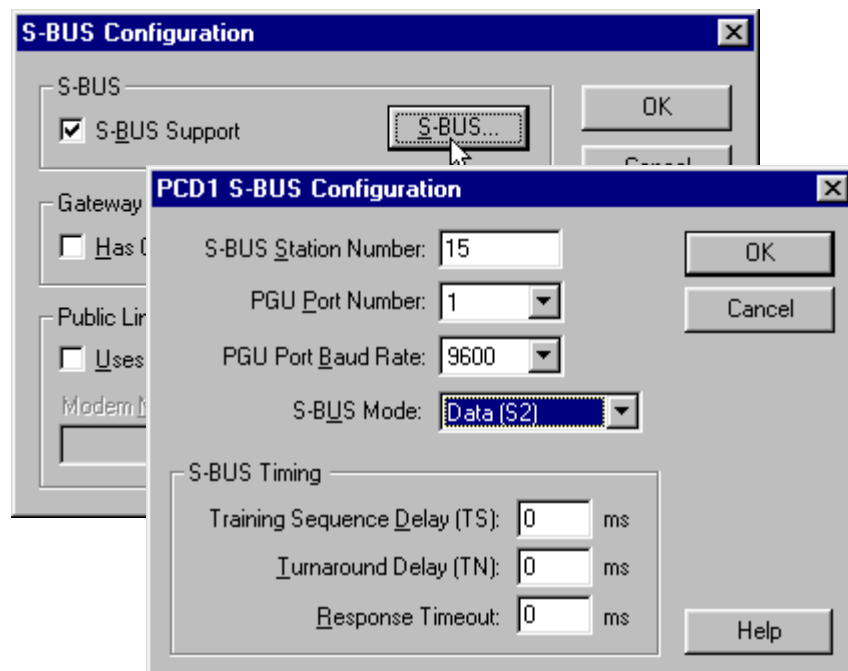 S-BUS Configuration
S-BUS
S-BUS Support
S-BUS...
OK
Cancel
Gateway
Has
Public
Uses
Modem
PCD1 S-BUS Configuration
S-BUS Station Number: 15
OK
PGU Port Number: 1
Cancel
PGU Port Baud Rate: 9600
S-BUS Mode: Data (S2)
S-BUS Timing
Training Sequence Delay (TS): 0 ms
Turnaround Delay (TN): 0 ms
Response Timeout: 0 ms
Help